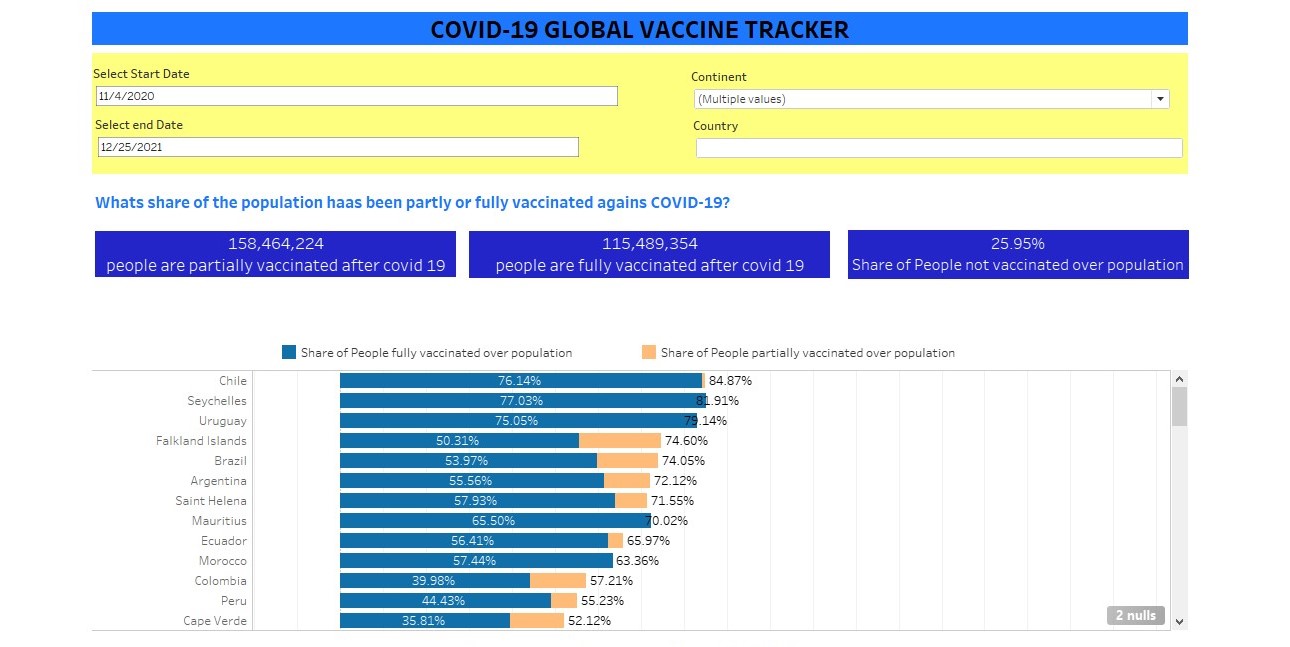 COVID-19 GLOBAL VACCINE TRACKER
Select Start Date
11/4/2020
Continent
(Multiple values)
Select end Date
12/25/2021
Country
Whats share of the population haas been partly or fully vaccinated agains COVID-19?
158,464,224
people are partially vaccinated after covid 19
115,489,354
people are fully vaccinated after covid 19
25.95%
Share of People not vaccinated over population
Share of People fully vaccinated over population
Share of People partially vaccinated over population
Chile 76.14% 84.87%
Seychelles 77.03% 81.91%
Uruguay 75.05% 79.14%
Falkland Islands 50.31% 74.60%
Brazil 53.97% 74.05%
Argentina 55.56% 72.12%
Saint Helena 57.93% 71.55%
Mauritius 65.50% 70.02%
Ecuador 56.41% 65.97%
Morocco 57.44% 63.36%
Colombia 39.98% 57.21%
Peru 44.43% 55.23%
Cape Verde 35.81% 52.12%
2 nulls